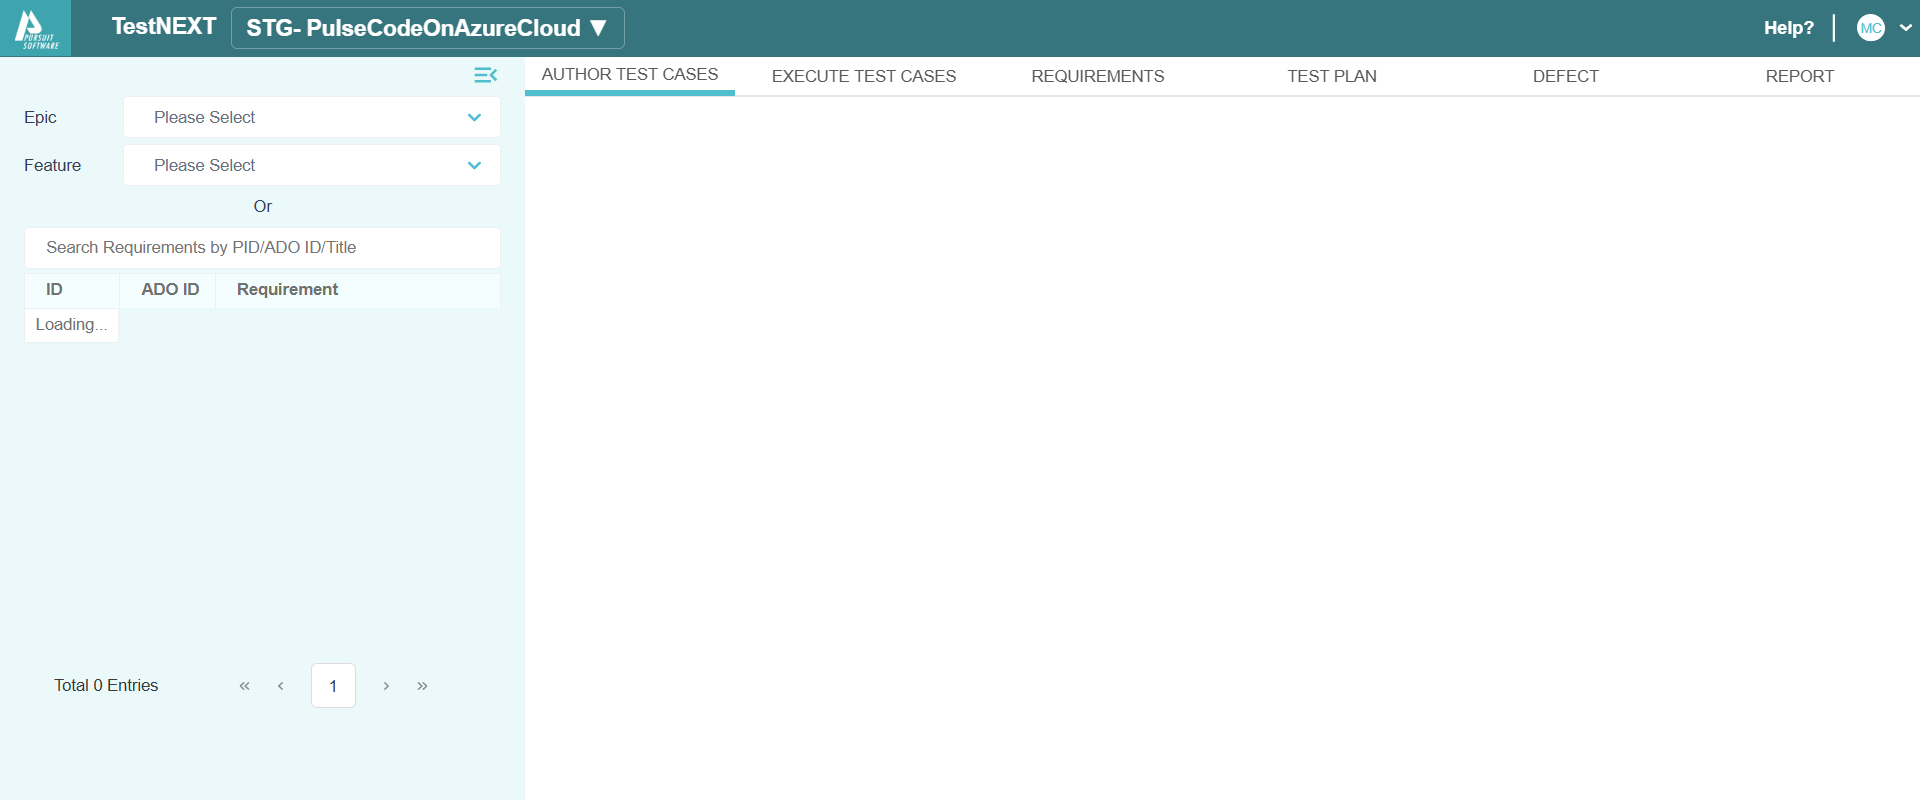 PURSUIT
SOFTWARE
TestNEXT
STG- PulseCodeOnAzureCloud ▼
Help?
MC
AUTHOR TEST CASES
EXECUTE TEST CASES
REQUIREMENTS
TEST PLAN
DEFECT
REPORT
Epic
Please Select
Feature
Please Select
Or
Search Requirements by PID/ADO ID/Title
ID ADO ID Requirement
Loading...
Total 0 Entries « ‹ 1 › »